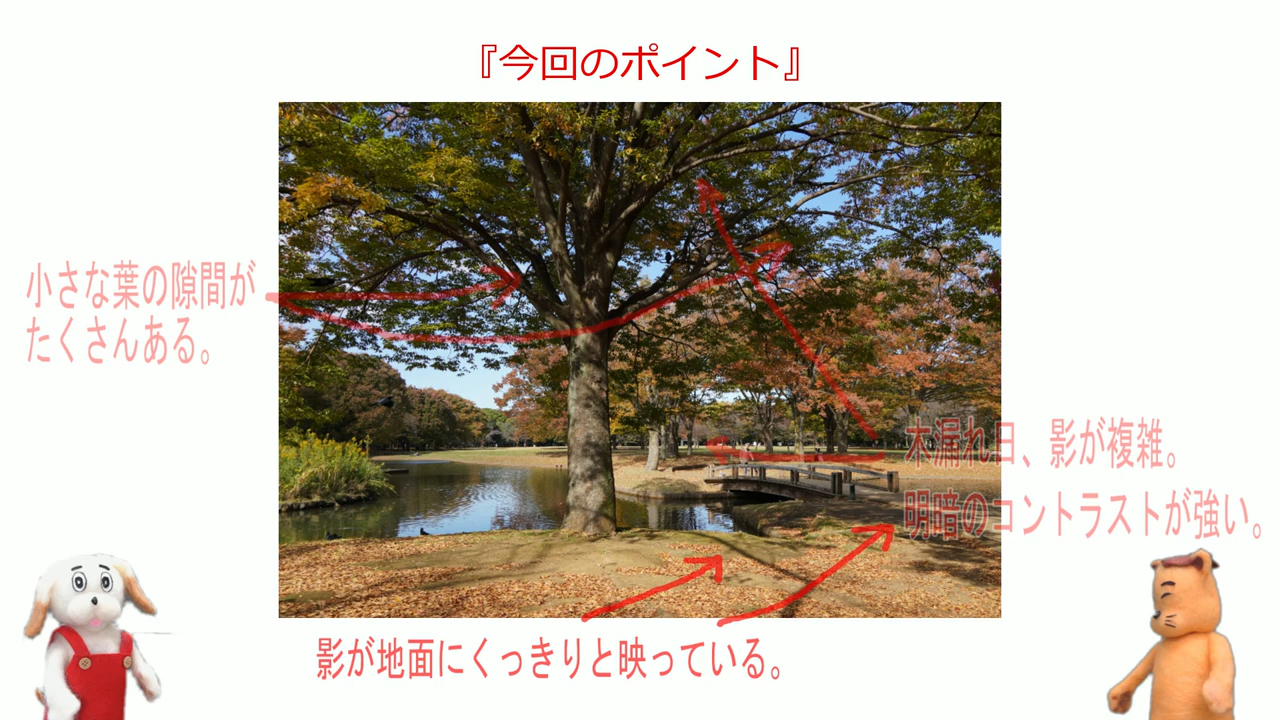 『今回のポイント』
小さな葉の隙間が
たくさんある。
木漏れ日、影が複雑。
明暗のコントラストが強い。
影が地面にくっきりと映っている。